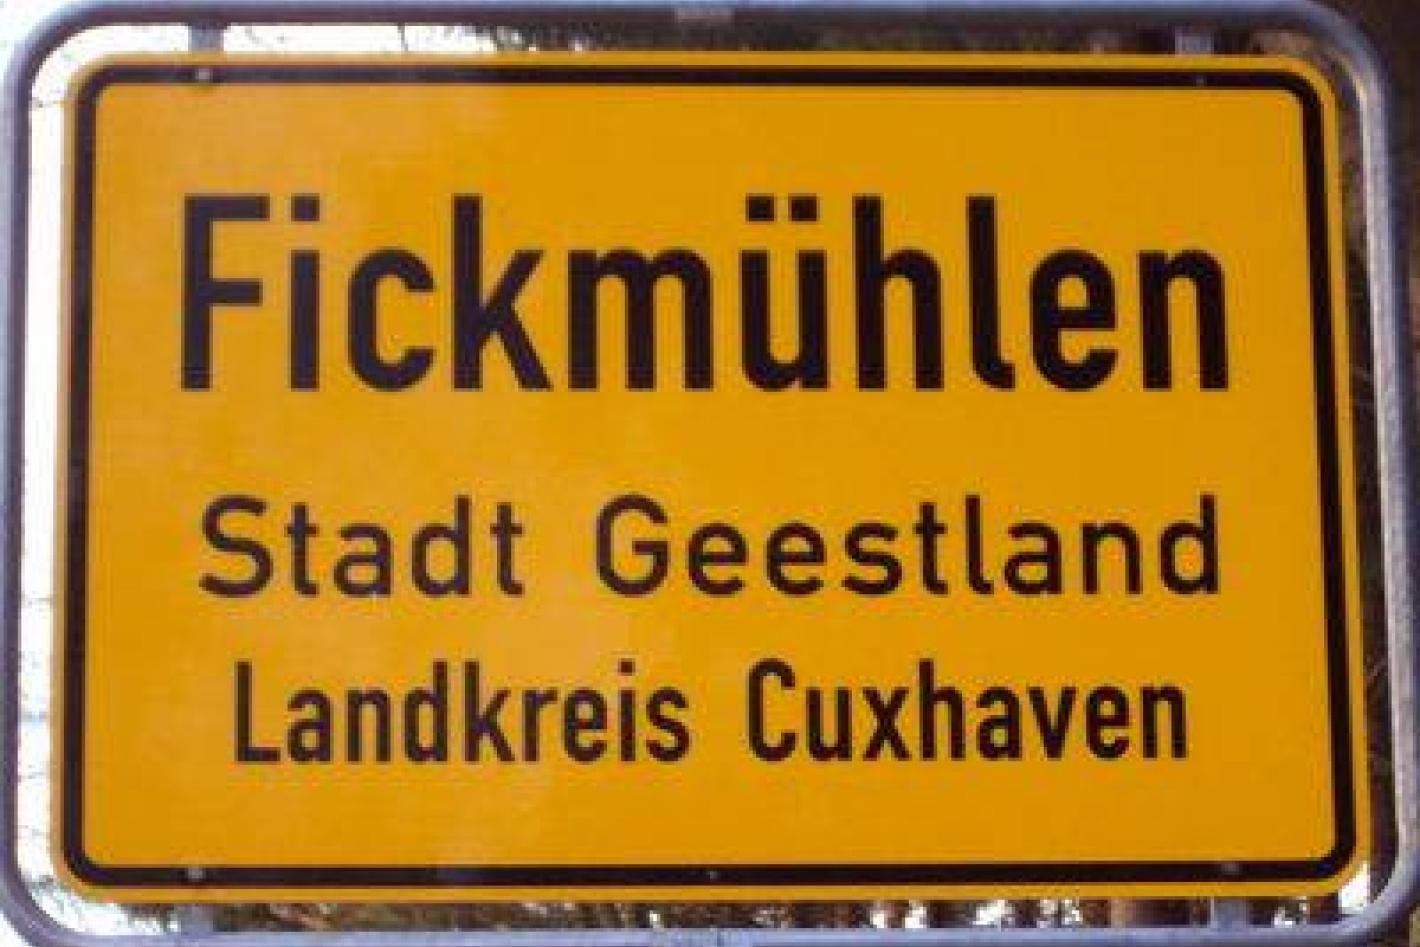 Fickmühlen
Stadt Geestland
Landkreis Cuxhaven